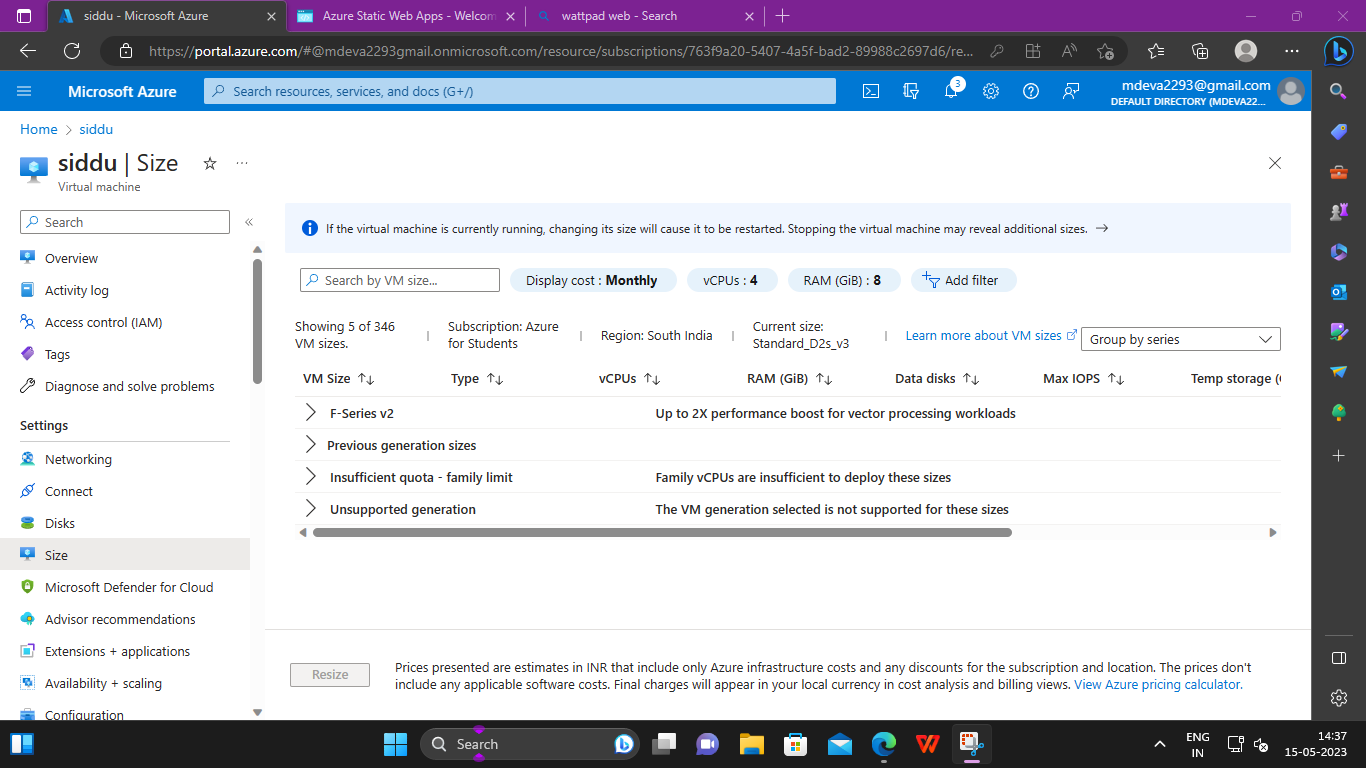 siddu - Microsoft Azure
Azure Static Web Apps - Welcom
wattpad web - Search
https://portal.azure.com/#@mdeva2293gmail.onmicrosoft.com/resource/subscriptions/763f9a20-5407-4a5f-bad2-89988c2697d6/re...
Microsoft Azure
Search resources, services, and docs (G+/)
3
mdeva2293@gmail.com
DEFAULT DIRECTORY (MDEVA22...
Home > siddu
siddu | Size
Virtual machine
Search
Overview
Activity log
Access control (IAM)
Tags
Diagnose and solve problems
Settings
Networking
Connect
Disks
Size
Microsoft Defender for Cloud
Advisor recommendations
Extensions + applications
Availability + scaling
Configuration
If the virtual machine is currently running, changing its size will cause it to be restarted. Stopping the virtual machine may reveal additional sizes. →
Search by VM size...
Display cost : Monthly
vCPUs : 4
RAM (GiB) : 8
Add filter
Showing 5 of 346
VM sizes.
Subscription: Azure
for Students
Region: South India
Current size:
Standard_D2s_v3
Learn more about VM sizes
Group by series
VM Size ↑↓ Type ↑↓ vCPUs ↑↓ RAM (GiB) ↑↓ Data disks ↑↓ Max IOPS ↑↓ Temp storage (
F-Series v2 Up to 2X performance boost for vector processing workloads
Previous generation sizes
Insufficient quota - family limit Family vCPUs are insufficient to deploy these sizes
Unsupported generation The VM generation selected is not supported for these sizes
Resize
Prices presented are estimates in INR that include only Azure infrastructure costs and any discounts for the subscription and location. The prices don't
include any applicable software costs. Final charges will appear in your local currency in cost analysis and billing views. View Azure pricing calculator.
Search
ENG
IN
14:37
15-05-2023